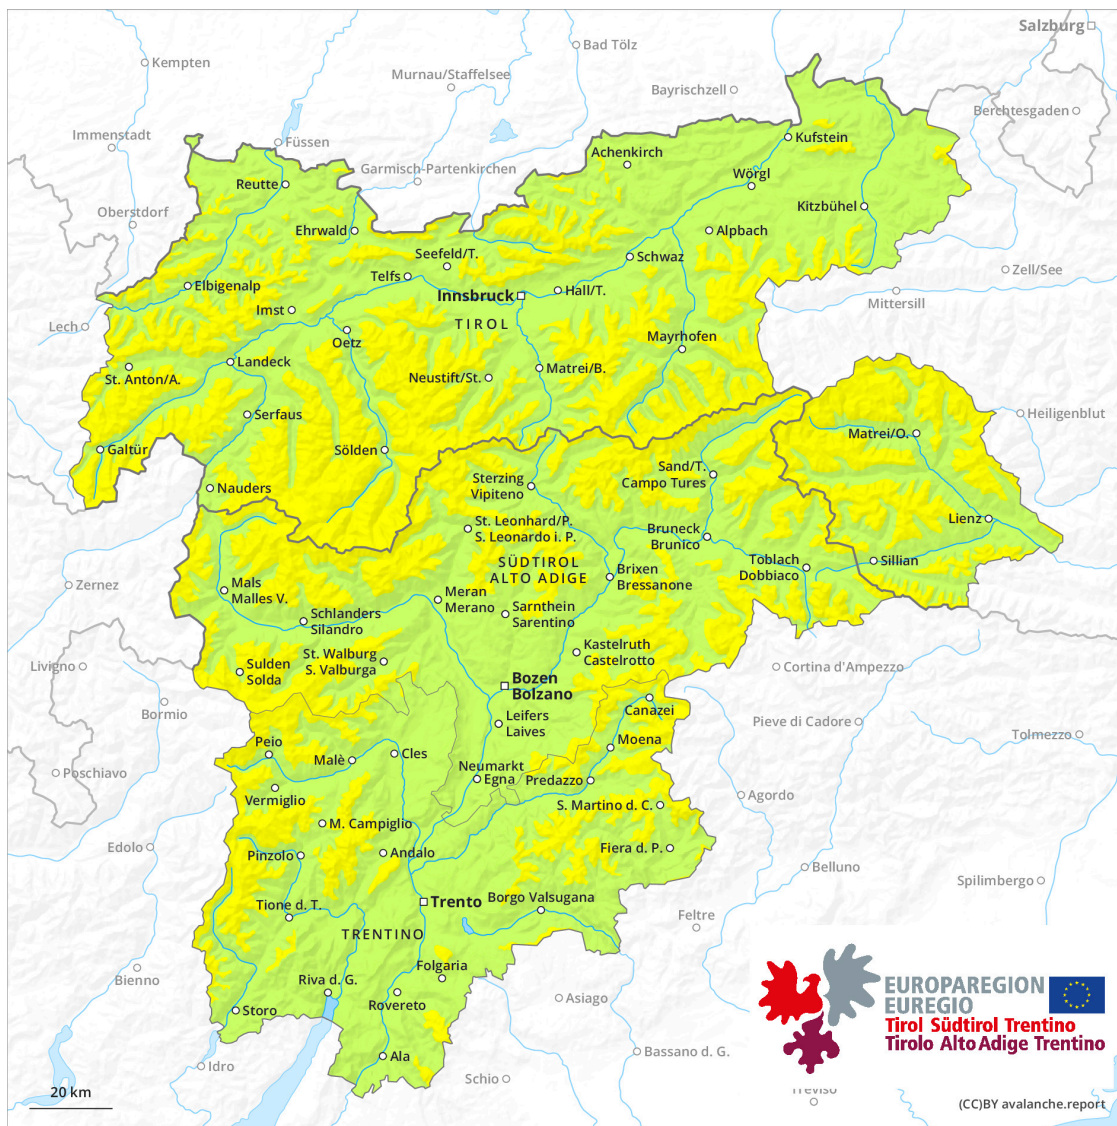 Salzburg
Bad Tölz
Kempten
Murnau/Staffelsee
Bayrischzell
Berchtesgaden
Immenstadt
Füssen
Kufstein
Achenkirch
Garmisch-Partenkirchen
Wörgl
Reutte
Oberstdorf
Kitzbühel
Ehrwald
Alpbach
Seefeld/T.
Schwaz
Telfs
Zell/See
Elbigenalp
Innsbruck
Hall/T.
Mittersill
Imst
TIROL
Lech
Oetz
Mayrhofen
Landeck
Matrei/B.
St. Anton/A.
Neustift/St.
Serfaus
Heiligenblut
Matrei/O.
Galtür
Sölden
Sand/T.
Campo Tures
Sterzing
Vipiteno
Nauders
Lienz
St. Leonhard/P.
S. Leonardo i. P.
Bruneck
Brunico
SÜDTIROL
ALTO ADIGE
Toblach
Dobbiaco
Sillian
Brixen
Bressanone
Zernez
Mals
Malles V.
Meran
Merano
Sarnthein
Sarentino
Schlanders
Silandro
Kastelruth
Castelrotto
St. Walburg
S. Valburga
Livigno
Sulden
Solda
Cortina d'Ampezzo
Bozen
Bolzano
Bormio
Canazei
Leifers
Laives
Pieve di Cadore
Tolmezzo
Peio
Moena
Cles
Malè
Poschiavo
Neumarkt
Egna
Predazzo
Vermiglio
Agordo
S. Martino d. C.
M. Campiglio
Edolo
Fiera d. P.
Pinzolo
Andalo
Belluno
Spilimbergo
Borgo Valsugana
Trento
Tione d. T.
Feltre
TRENTINO
Folgaria
Bienno
Riva d. G.
EUROPAREGION
EUREGIO
Tirol Südtirol Trentino
Tirolo Alto Adige Trentino
Asiago
Rovereto
Storo
Bassano d. G.
Ala
Idro
Schio
Treviso
20 km
(CC)BY avalanche.report